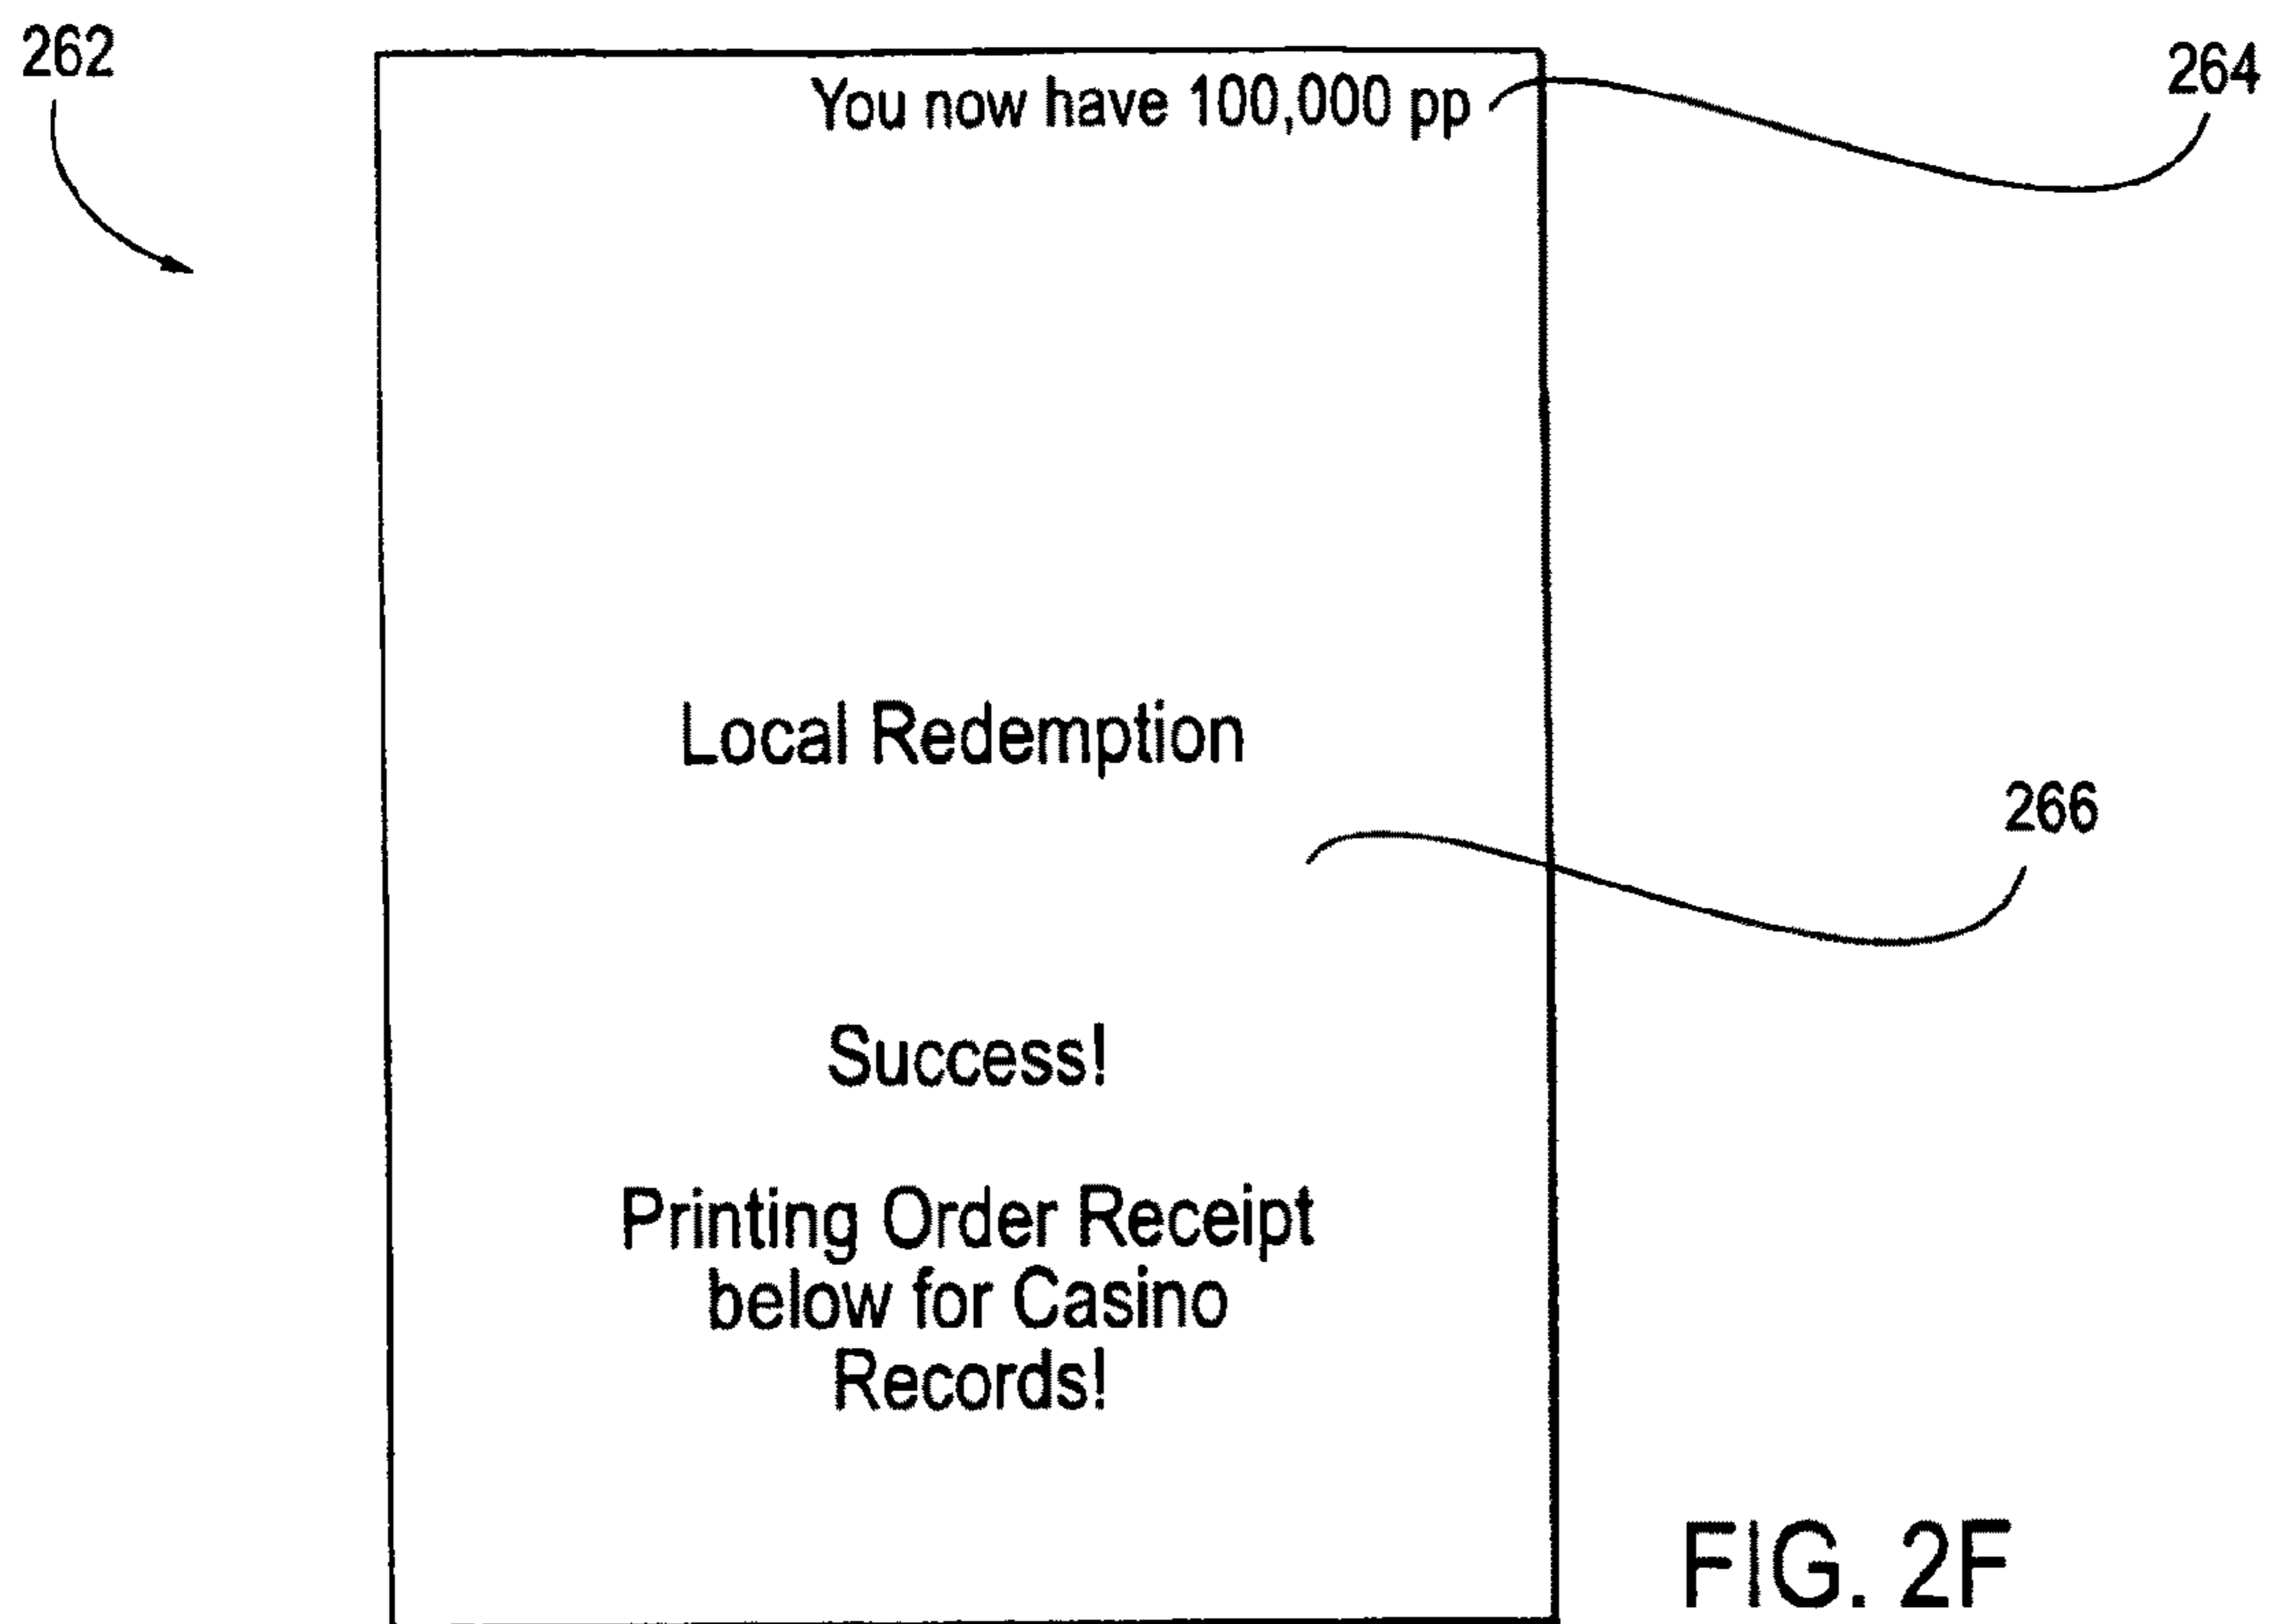 262
You now have 100,000 pp
264
Local Redemption
266
Success!
Printing Order Receipt
below for Casino
Records!
FIG. 2F